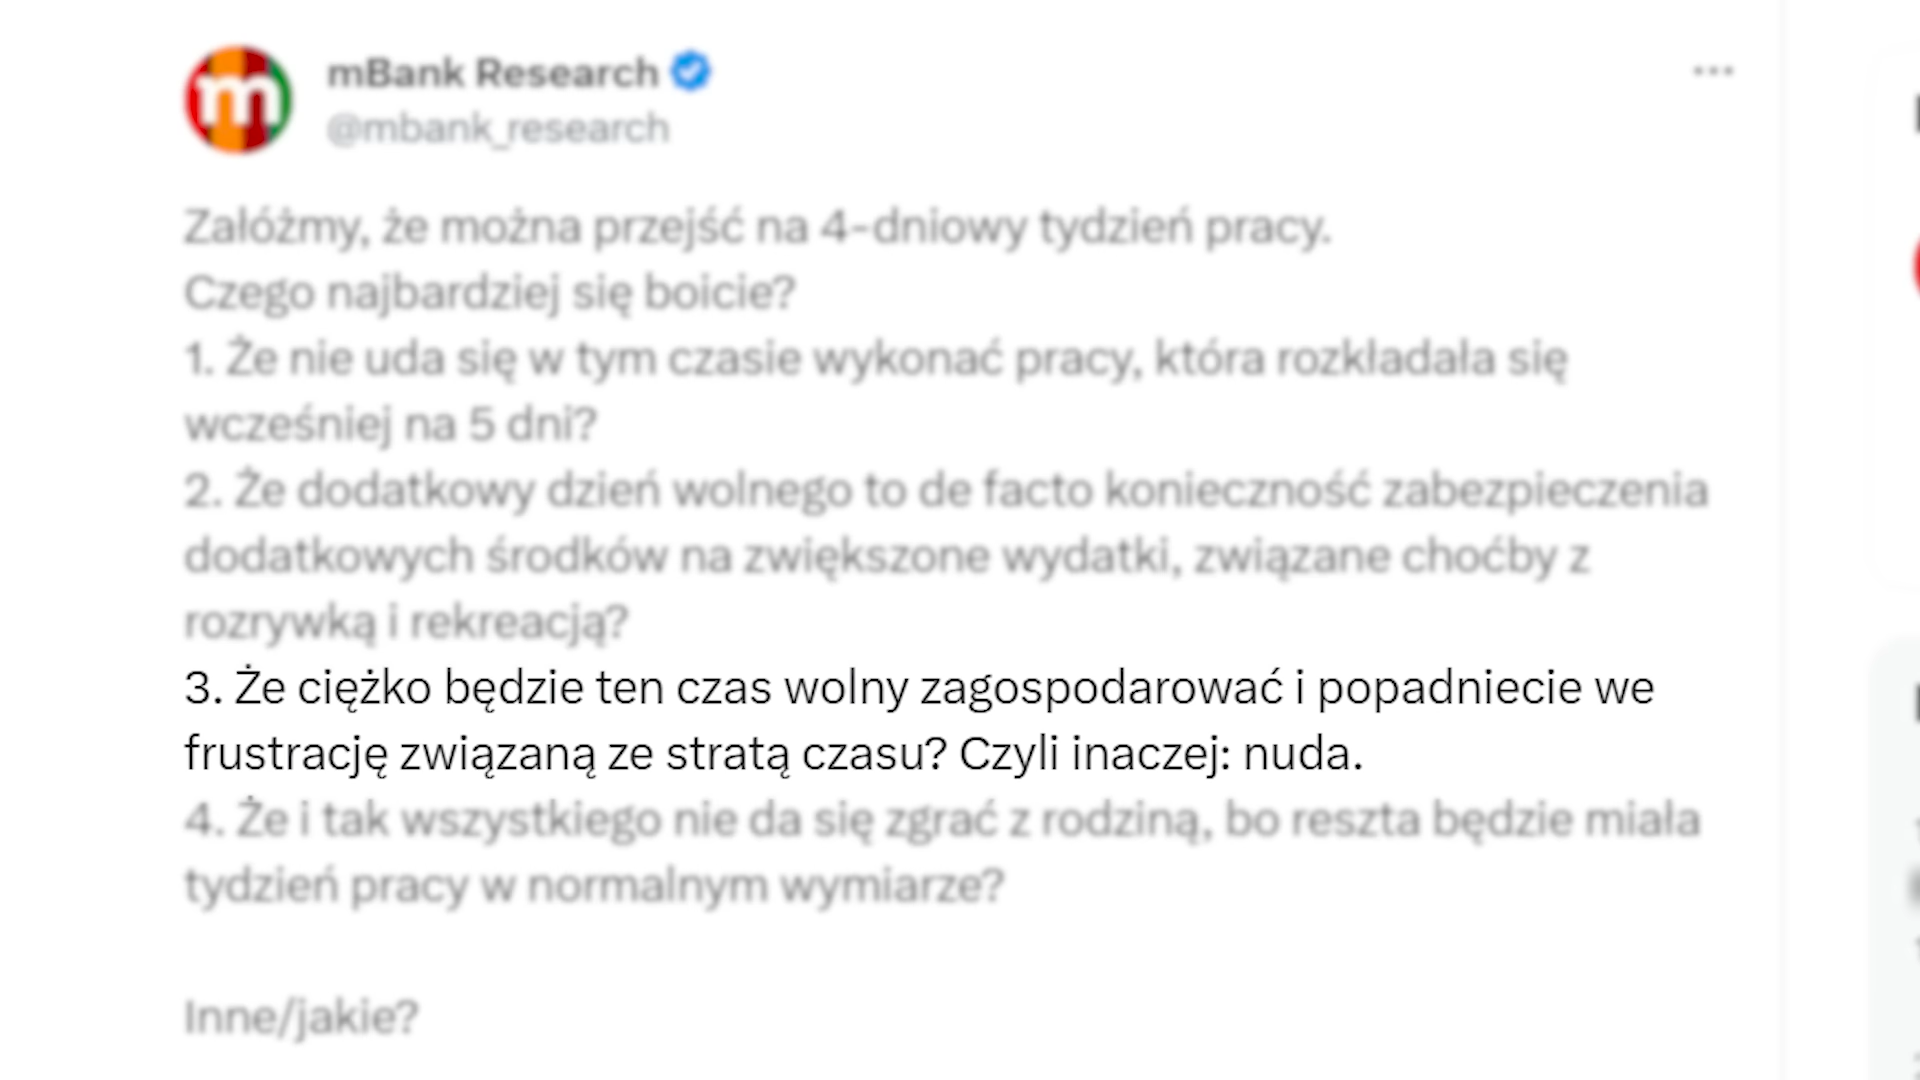 mBank Research
@mbank_research
Załóżmy, że można przejść na 4-dniowy tydzień pracy.
Czego najbardziej się boicie?
1. Że nie uda się w tym czasie wykonać pracy, która rozkładała się
wcześniej na 5 dni?
2. Że dodatkowy dzień wolnego to de facto konieczność zabezpieczenia
dodatkowych środków na zwiększone wydatki, związane choćby z
rozrywką i rekreacją?
3. Że ciężko będzie ten czas wolny zagospodarować i popadniecie we
frustrację związaną ze stratą czasu? Czyli inaczej: nuda.
4. Że i tak wszystkiego nie da się zgrać z rodziną, bo reszta będzie miała
tydzień pracy w normalnym wymiarze?
Inne/jakie?